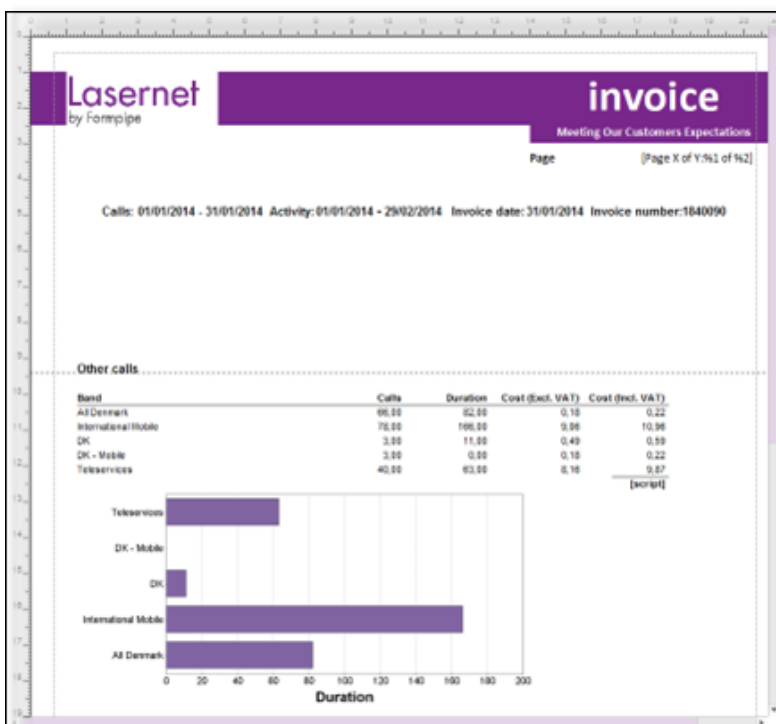 Lasernet
by Formpipe
invoice
Meeting Our Customers Expectations
Page [Page X of Y:%1 of %2]
Calls: 01/01/2014 - 31/01/2014 Activity: 01/01/2014 - 29/02/2014 Invoice date: 31/01/2014 Invoice number:1840090
Other calls
Band Calls Duration Cost (Excl. VAT) Cost (Incl. VAT)
All Denmark 66,00 82,00 0,18 0,22
International Mobile 78,00 166,00 9,06 10,96
DK 3,00 11,00 0,49 0,59
DK - Mobile 3,00 0,00 0,18 0,22
Teleservices 40,00 63,00 8,16 9,87
[script]
Teleservices
DK - Mobile
DK
International Mobile
All Denmark
0 20 40 60 80 100 120 140 160 180 200
Duration